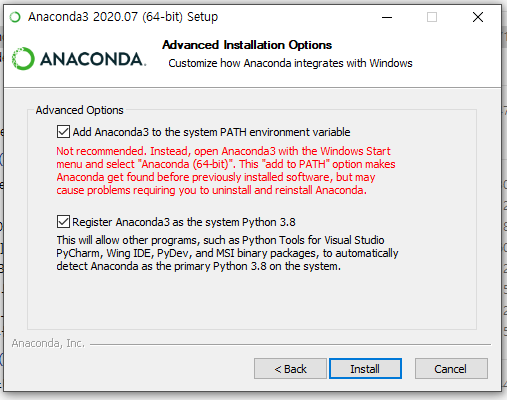 Anaconda3 2020.07 (64-bit) Setup
Advanced Installation Options
Customize how Anaconda integrates with Windows
ANACONDA.
Advanced Options
Add Anaconda3 to the system PATH environment variable
Not recommended. Instead, open Anaconda3 with the Windows Start
menu and select "Anaconda (64-bit)". This "add to PATH" option makes
Anaconda get found before previously installed software, but may
cause problems requiring you to uninstall and reinstall Anaconda.
Register Anaconda3 as the system Python 3.8
This will allow other programs, such as Python Tools for Visual Studio
PyCharm, Wing IDE, PyDev, and MSI binary packages, to automatically
detect Anaconda as the primary Python 3.8 on the system.
Anaconda, Inc.
< Back
Install
Cancel